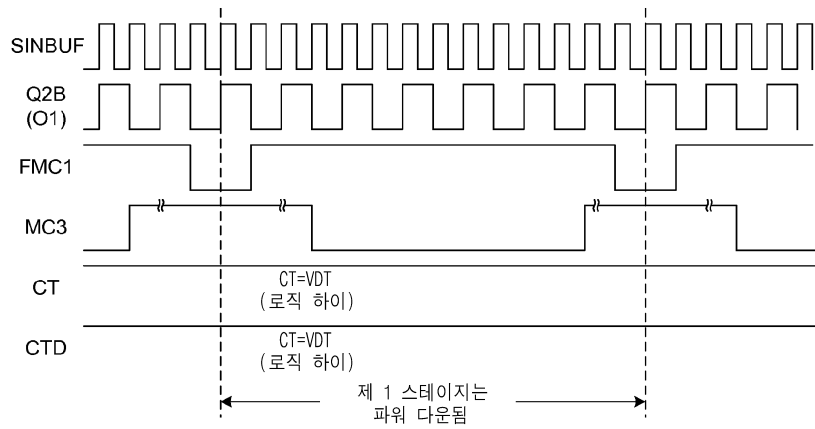 SINBUF
Q2B
(O1)
FMC1
MC3
CT
CT=VDT
(로직 하이)
CTD
CT=VDT
(로직 하이)
제 1 스테이지는
파워 다운됨